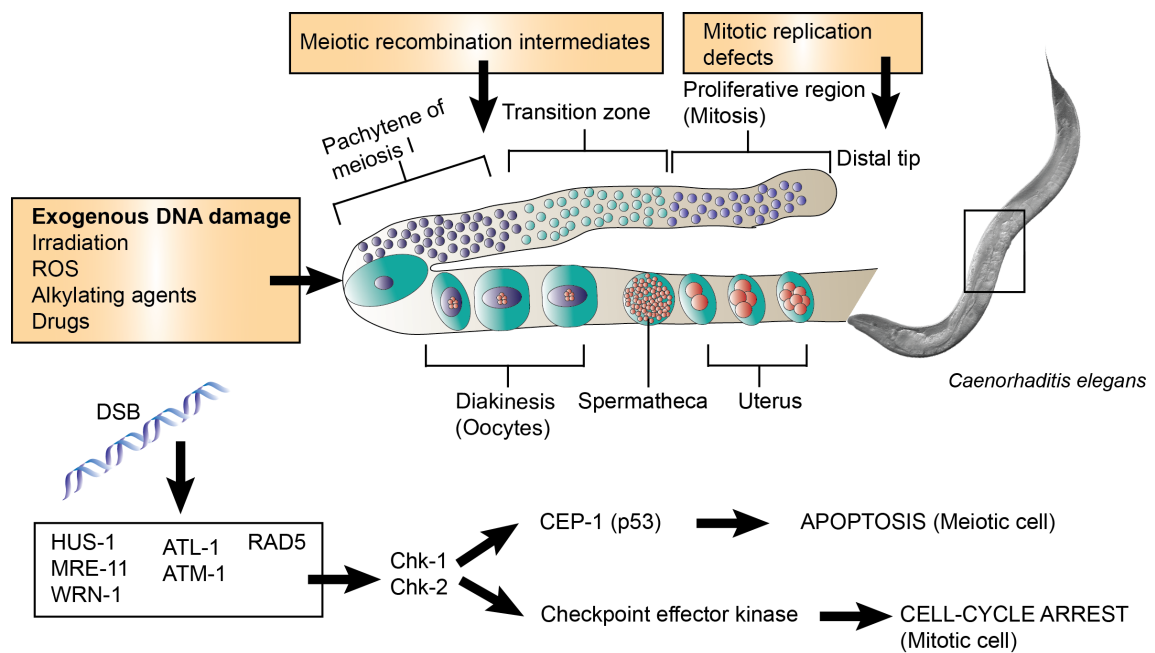 Meiotic recombination intermediates
Mitotic replication
defects
Proliferative region
(Mitosis)
Transition zone
Pachytene of
meiosis I
Distal tip
Exogenous DNA damage
Irradiation
ROS
Alkylating agents
Drugs
Caenorhaditis elegans
Diakinesis
(Oocytes)
Spermatheca
Uterus
DSB
HUS-1
MRE-11
WRN-1
ATL-1
ATM-1
RAD5
Chk-1
Chk-2
CEP-1 (p53)
APOPTOSIS (Meiotic cell)
Checkpoint effector kinase
CELL-CYCLE ARREST
(Mitotic cell)